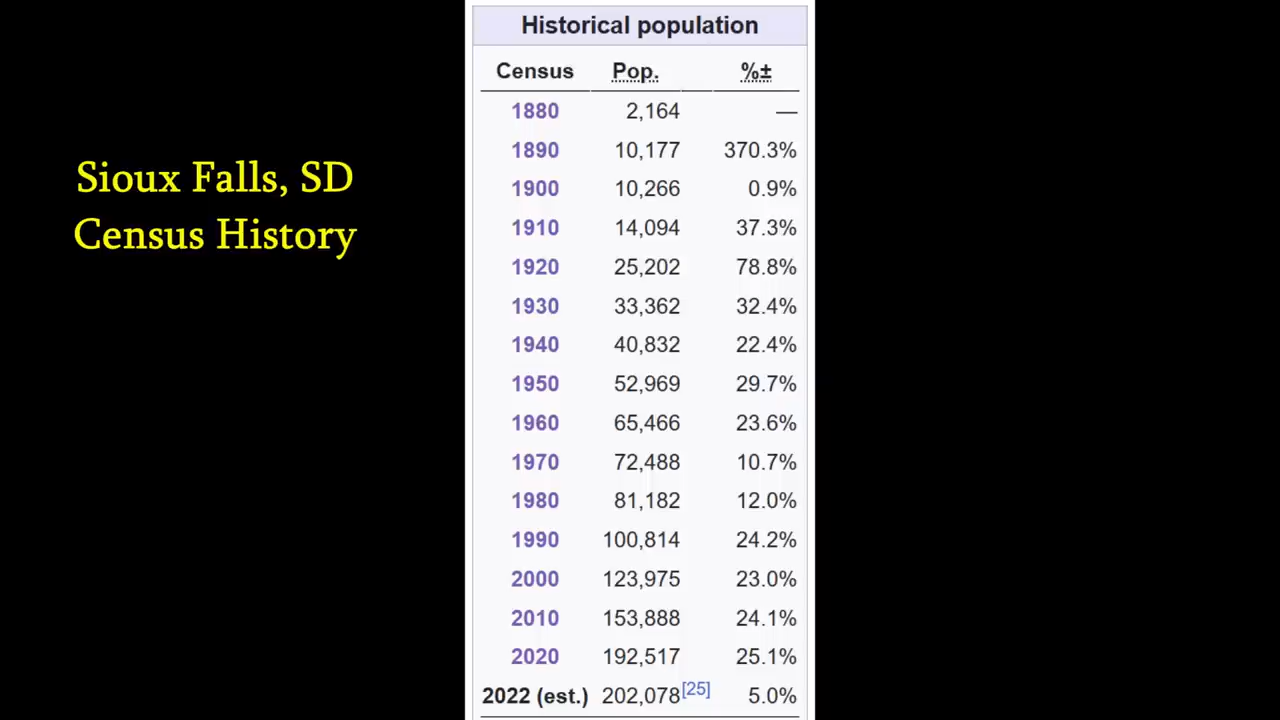 Sioux Falls, SD
Census History
Historical population
Census Pop. %±
1880 2,164 —
1890 10,177 370.3%
1900 10,266 0.9%
1910 14,094 37.3%
1920 25,202 78.8%
1930 33,362 32.4%
1940 40,832 22.4%
1950 52,969 29.7%
1960 65,466 23.6%
1970 72,488 10.7%
1980 81,182 12.0%
1990 100,814 24.2%
2000 123,975 23.0%
2010 153,888 24.1%
2020 192,517 25.1%
2022 (est.) 202,078[25] 5.0%